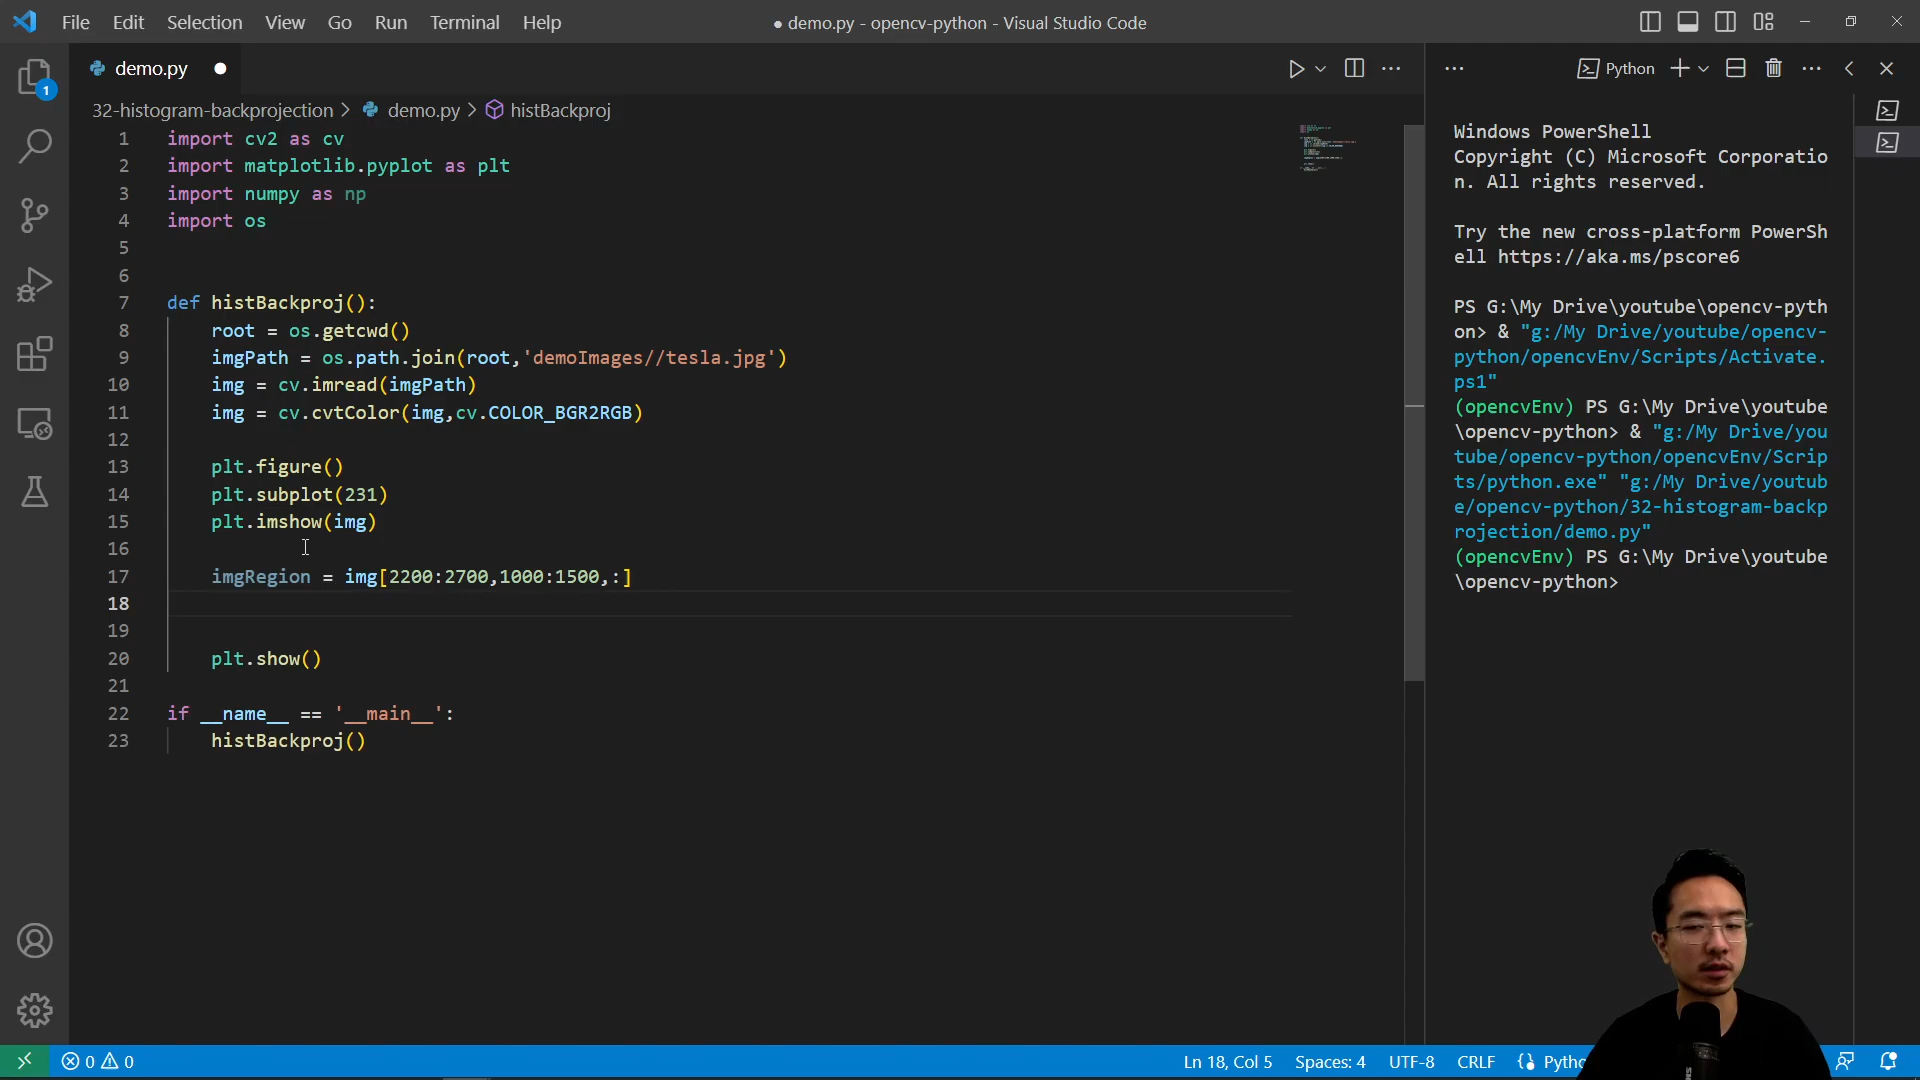 File Edit Selection View Go Run Terminal Help
● demo.py - opencv-python - Visual Studio Code
demo.py
32-histogram-backprojection > demo.py > histBackproj
1 import cv2 as cv
2 import matplotlib.pyplot as plt
3 import numpy as np
4 import os
5
6
7 def histBackproj():
8 root = os.getcwd()
9 imgPath = os.path.join(root,'demoImages//tesla.jpg')
10 img = cv.imread(imgPath)
11 img = cv.cvtColor(img,cv.COLOR_BGR2RGB)
12
13 plt.figure()
14 plt.subplot(231)
15 plt.imshow(img)
16
17 imgRegion = img[2200:2700,1000:1500,:]
18
19
20 plt.show()
21
22 if __name__ == '__main__':
23 histBackproj()
Python
Windows PowerShell
Copyright (C) Microsoft Corporatio
n. All rights reserved.
Try the new cross-platform PowerSh
ell https://aka.ms/pscore6
PS G:\My Drive\youtube\opencv-pyth
on> & "g:/My Drive/youtube/opencv-
python/opencvEnv/Scripts/Activate.
ps1"
(opencvEnv) PS G:\My Drive\youtube
\opencv-python> & "g:/My Drive/you
tube/opencv-python/opencvEnv/Scrip
ts/python.exe" "g:/My Drive/youtub
e/opencv-python/32-histogram-backp
rojection/demo.py"
(opencvEnv) PS G:\My Drive\youtube
\opencv-python>
1
0 0 Ln 18, Col 5 Spaces: 4 UTF-8 CRLF Pytho